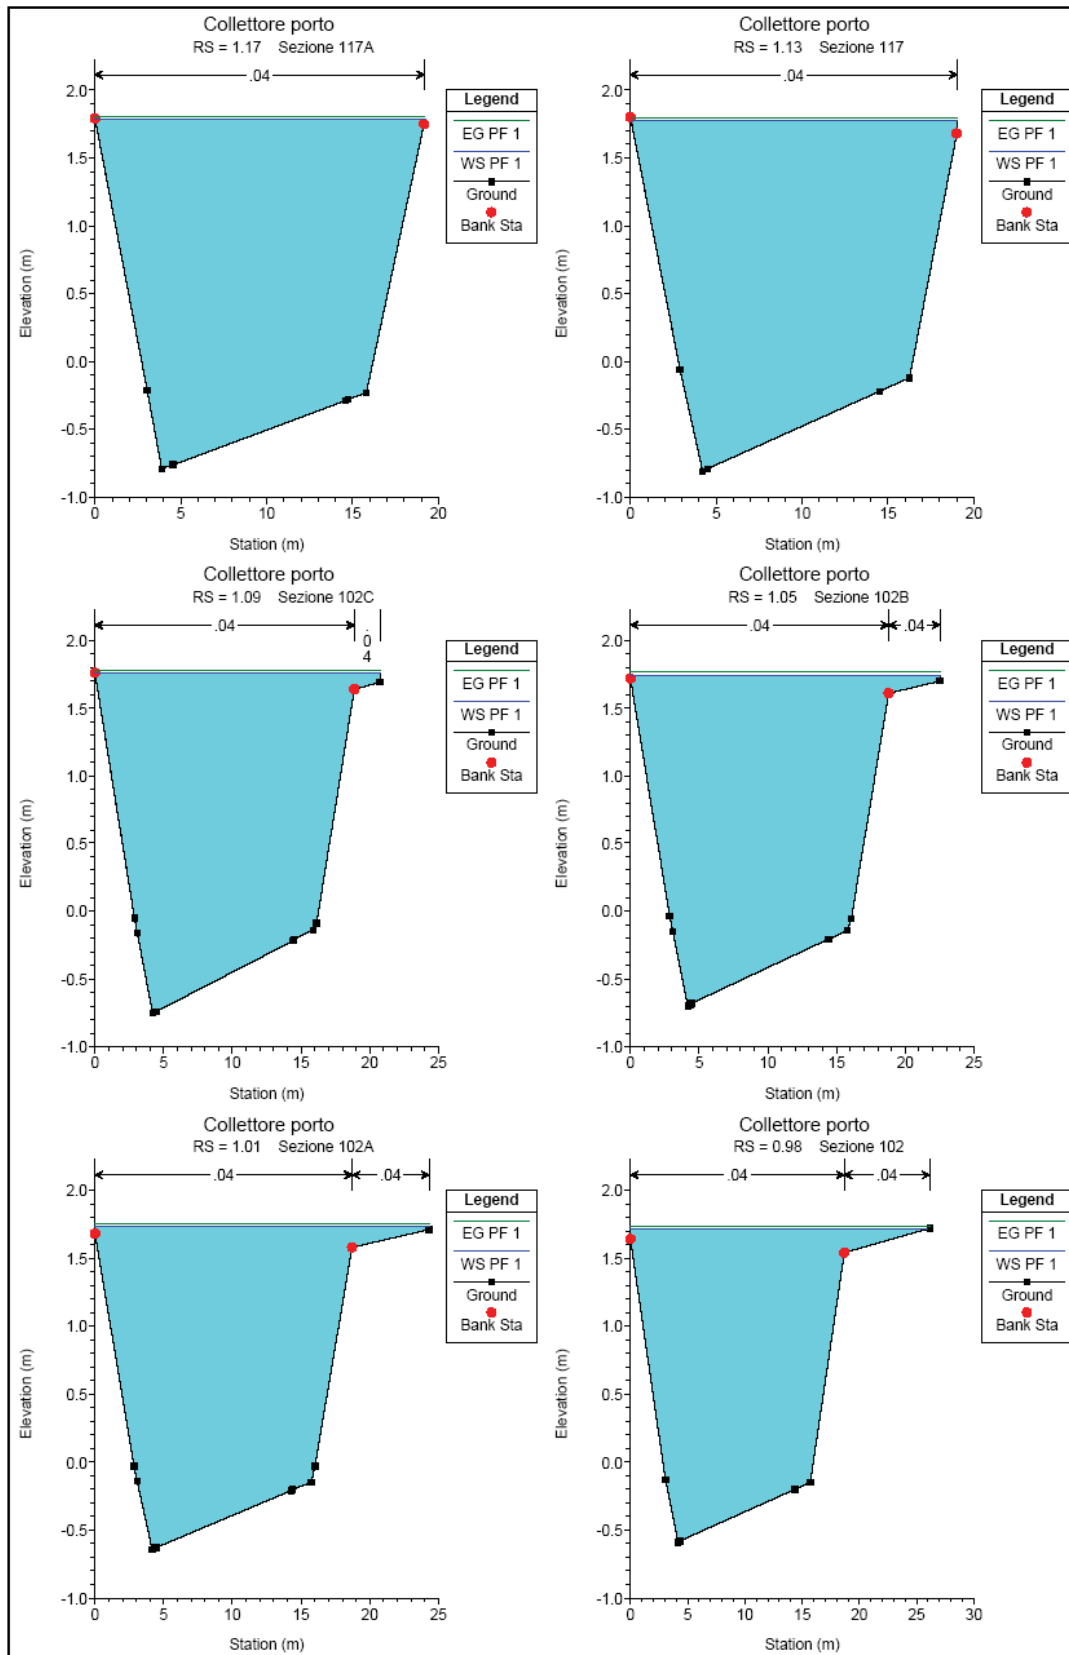 Collettore porto
RS = 1.17 Sezione 117A
.04
Legend
EG PF 1
WS PF 1
Ground
Bank Sta
2.0
1.5
1.0
0.5
0.0
-0.5
-1.0
0 5 10 15 20
Elevation (m)
Station (m)
Collettore porto
RS = 1.13 Sezione 117
.04
Legend
EG PF 1
WS PF 1
Ground
Bank Sta
2.0
1.5
1.0
0.5
0.0
-0.5
-1.0
0 5 10 15 20
Elevation (m)
Station (m)
Collettore porto
RS = 1.09 Sezione 102C
.04 .04
Legend
EG PF 1
WS PF 1
Ground
Bank Sta
2.0
1.5
1.0
0.5
0.0
-0.5
-1.0
0 5 10 15 20 25
Elevation (m)
Station (m)
Collettore porto
RS = 1.05 Sezione 102B
.04 .04
Legend
EG PF 1
WS PF 1
Ground
Bank Sta
2.0
1.5
1.0
0.5
0.0
-0.5
-1.0
0 5 10 15 20 25
Elevation (m)
Station (m)
Collettore porto
RS = 1.01 Sezione 102A
.04 .04
Legend
EG PF 1
WS PF 1
Ground
Bank Sta
2.0
1.5
1.0
0.5
0.0
-0.5
-1.0
0 5 10 15 20 25
Elevation (m)
Station (m)
Collettore porto
RS = 0.98 Sezione 102
.04 .04
Legend
EG PF 1
WS PF 1
Ground
Bank Sta
2.0
1.5
1.0
0.5
0.0
-0.5
-1.0
0 5 10 15 20 25 30
Elevation (m)
Station (m)